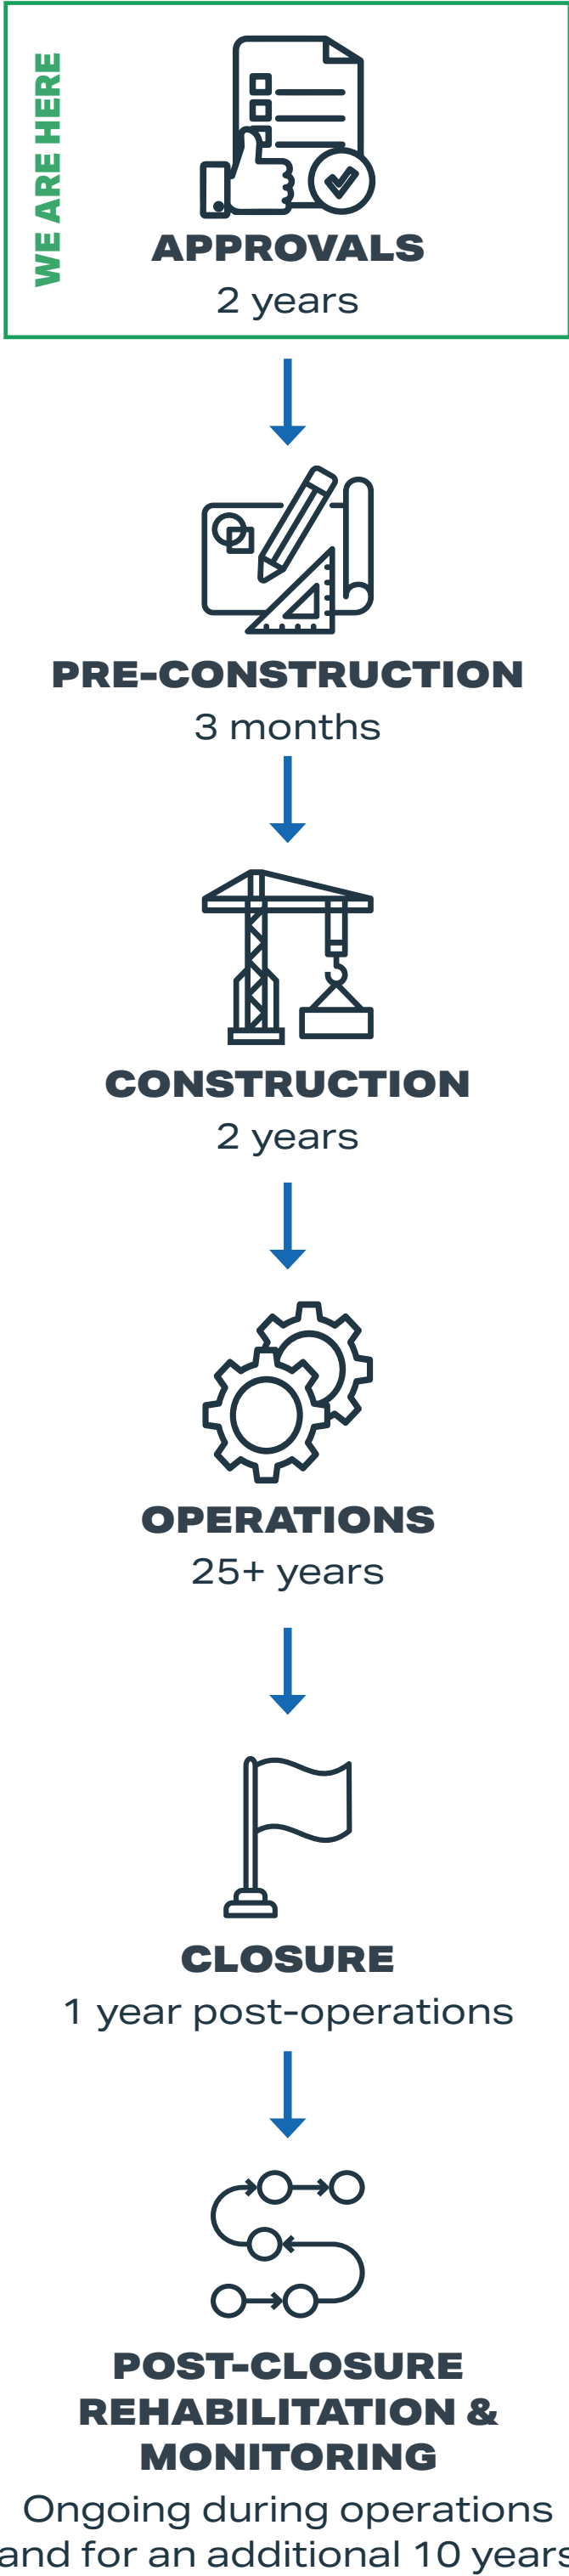 WE ARE HERE
APPROVALS
2 years
PRE-CONSTRUCTION
3 months
CONSTRUCTION
2 years
OPERATIONS
25+ years
CLOSURE
1 year post-operations
POST-CLOSURE
REHABILITATION &
MONITORING
Ongoing during operations
and for an additional 10 years